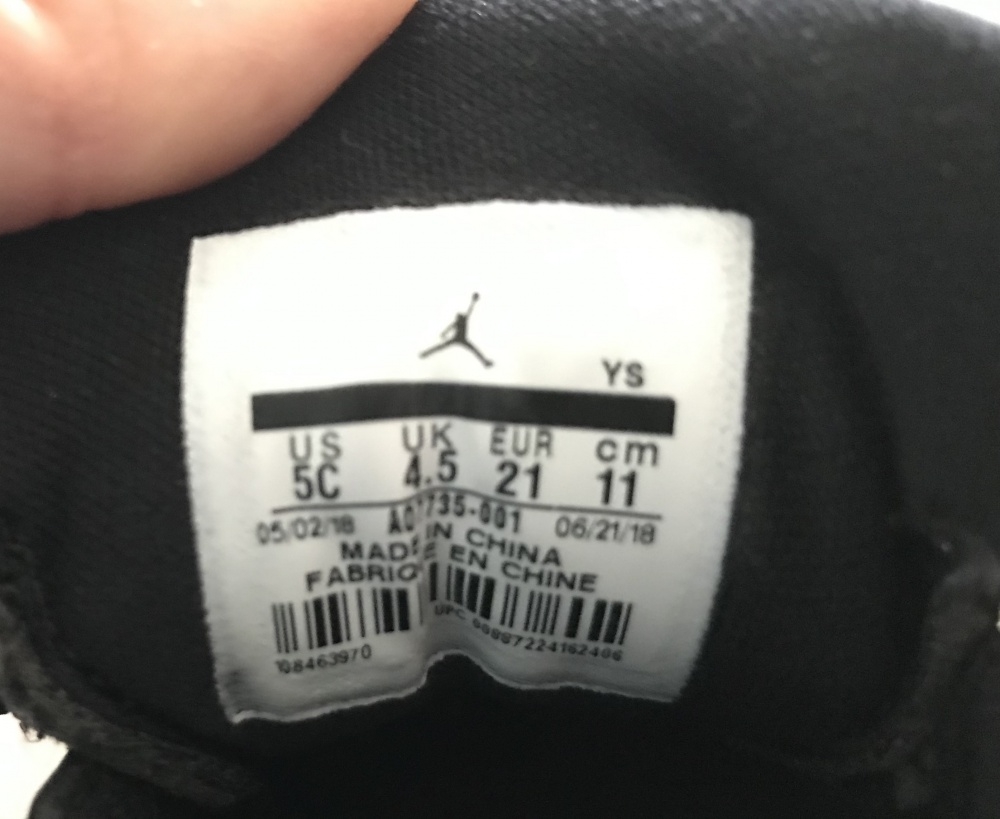 YS
US UK EUR cm
5C 4.5 21 11
05/02/18 06/21/18
MADE IN CHINA
FABRIQUE EN CHINE
UPC
108463970